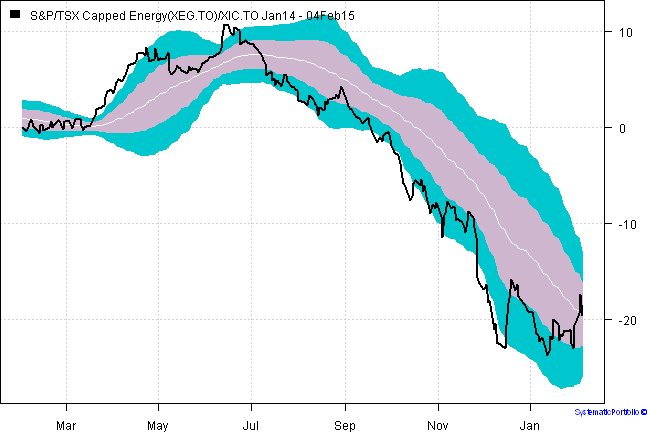 S&P/TSX Capped Energy(XEG.TO)/XIC.TO Jan14 - 04Feb15
10
0
-10
-20
Mar May Jul Sep Nov Jan
SystematicPortfolio ©